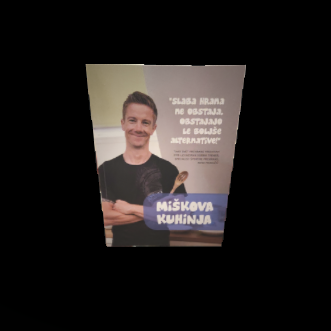 "SLABA HRANA
NE OBSTAJA,
OBSTAJAJO
LE BOLJŠE
ALTERNATIVE!"
MIŠKOVA
KUHINJA